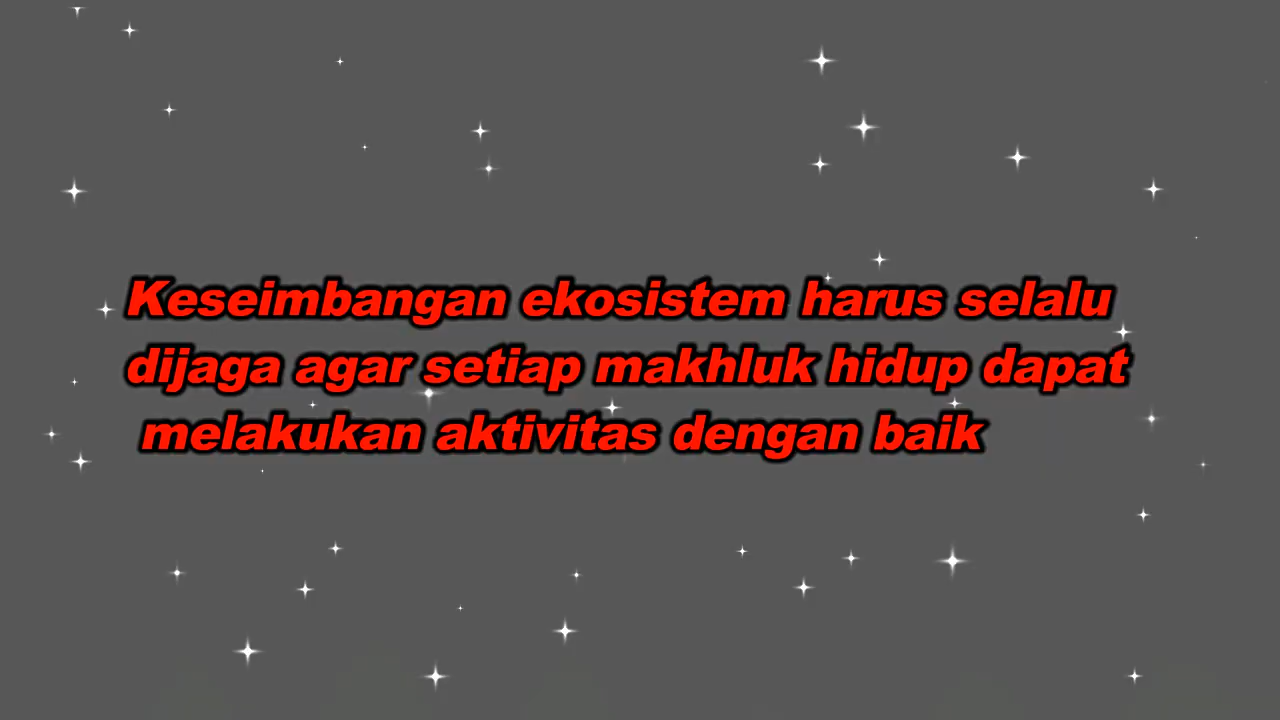 Keseimbangan ekosistem harus selalu
dijaga agar setiap makhluk hidup dapat
melakukan aktivitas dengan baik